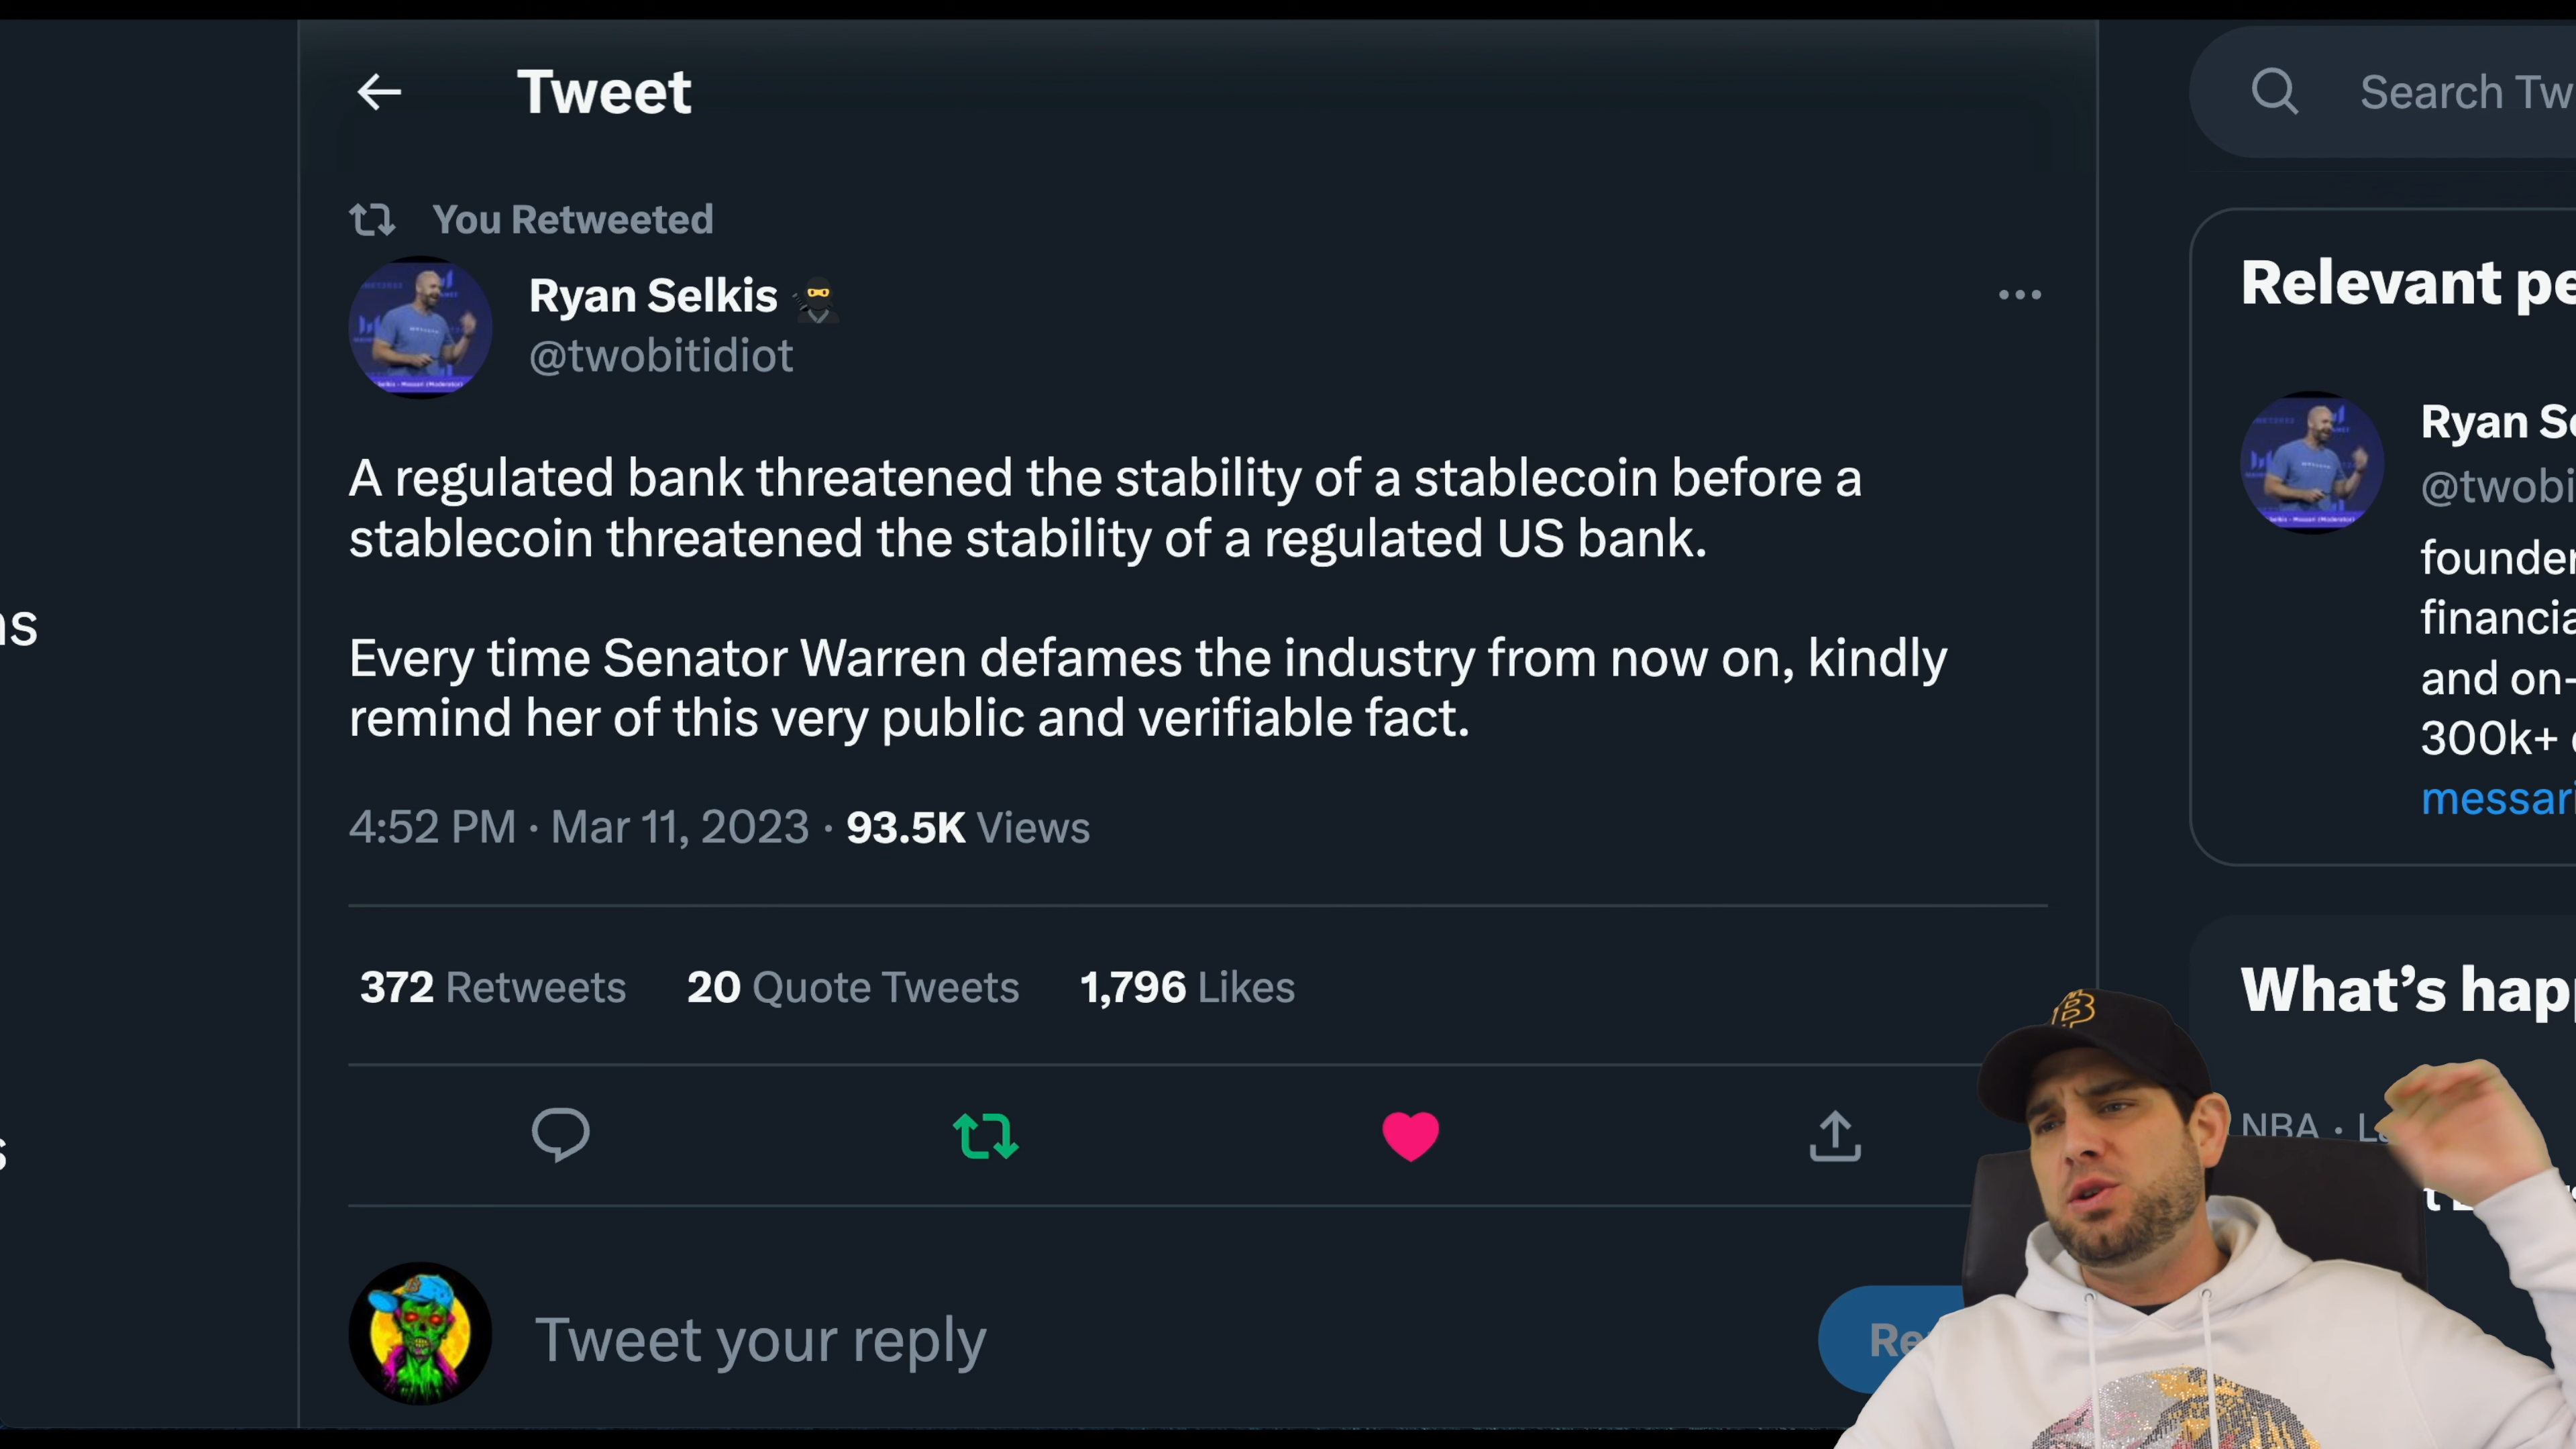 Tweet
Search Tw
You Retweeted
Ryan Selkis
@twobitidiot
A regulated bank threatened the stability of a stablecoin before a
stablecoin threatened the stability of a regulated US bank.
Every time Senator Warren defames the industry from now on, kindly
remind her of this very public and verifiable fact.
4:52 PM · Mar 11, 2023 · 93.5K Views
372 Retweets 20 Quote Tweets 1,796 Likes
Tweet your reply
Re
Relevant pe
Ryan Se
@twobi
founder
financia
and on-
300k+
messari
What's hap
NBA · L
ns
s
B